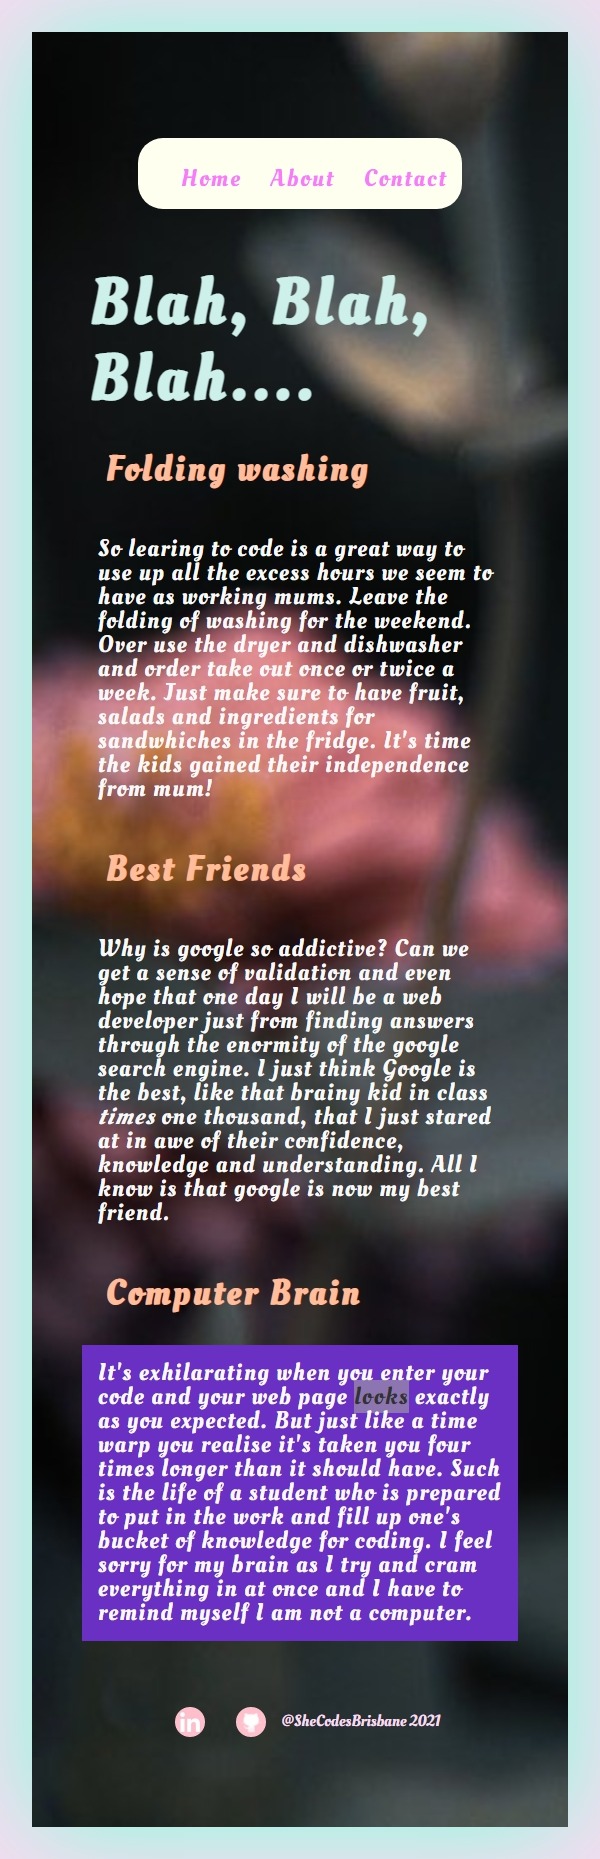 Home About Contact
Blah, Blah,
Blah....
Folding washing
So learing to code is a great way to
use up all the excess hours we seem to
have as working mums. Leave the
folding of washing for the weekend.
Over use the dryer and dishwasher
and order take out once or twice a
week. Just make sure to have fruit,
salads and ingredients for
sandwhiches in the fridge. It's time
the kids gained their independence
from mum!
Best Friends
Why is google so addictive? Can we
get a sense of validation and even
hope that one day I will be a web
developer just from finding answers
through the enormity of the google
search engine. I just think Google is
the best, like that brainy kid in class
times one thousand, that I just stared
at in awe of their confidence,
knowledge and understanding. All I
know is that google is now my best
friend.
Computer Brain
It's exhilarating when you enter your
code and your web page looks exactly
as you expected. But just like a time
warp you realise it's taken you four
times longer than it should have. Such
is the life of a student who is prepared
to put in the work and fill up one's
bucket of knowledge for coding. I feel
sorry for my brain as I try and cram
everything in at once and I have to
remind myself I am not a computer.
in @SheCodesBrisbane 2021